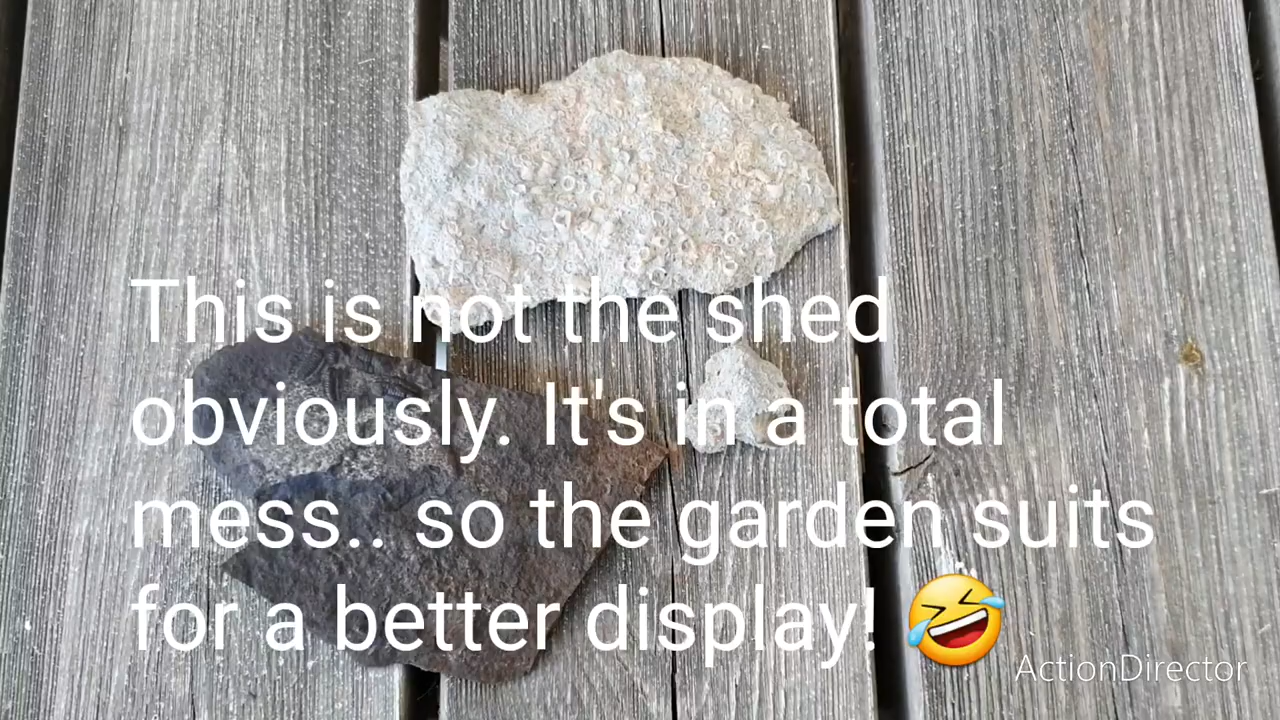 This is not the shed
obviously. It's in a total
mess.. so the garden suits
for a better display! 🤣
ActionDirector